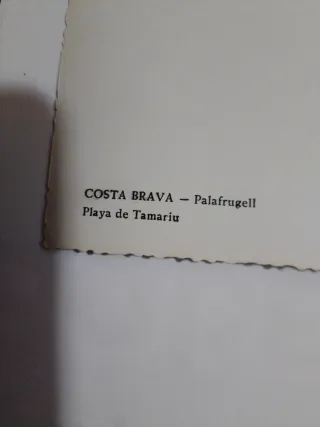 COSTA BRAVA — Palafrugell
Playa de Tamariu